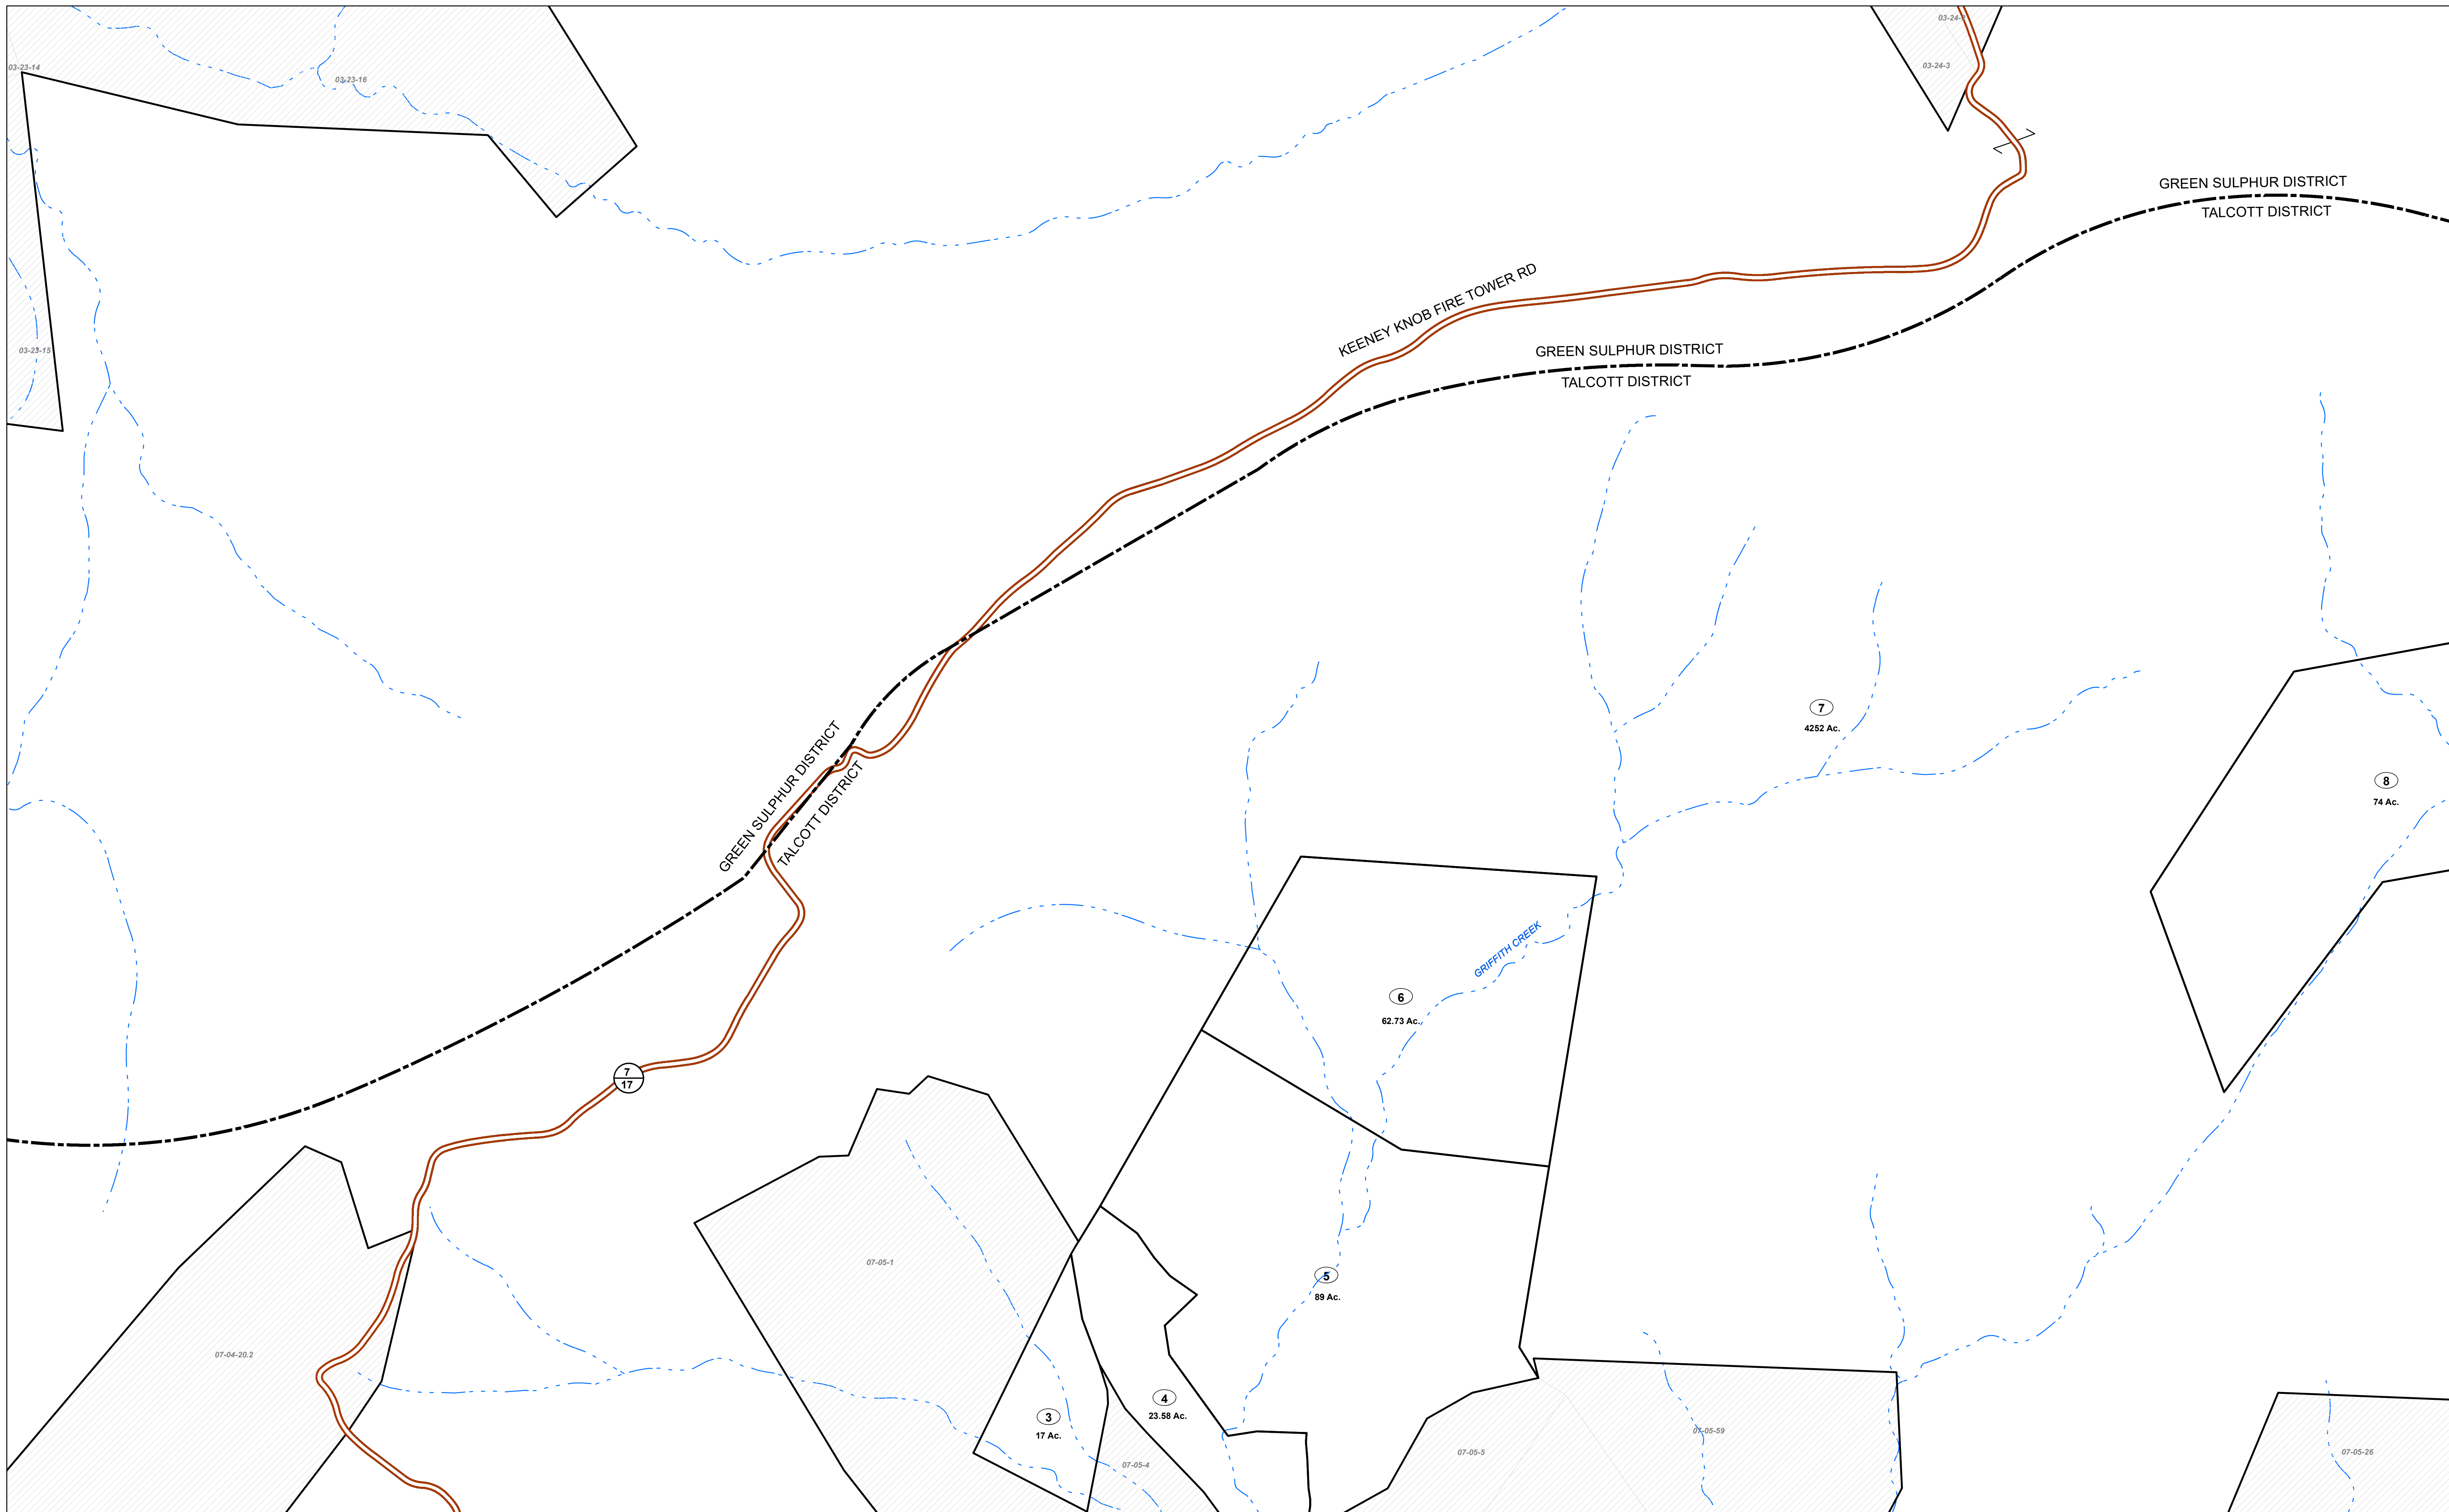 03-24-2
03-23-14
03-24-3
03-23-16
GREEN SULPHUR DISTRICT
TALCOTT DISTRICT
KEENEY KNOB FIRE TOWER RD
03-23-15
GREEN SULPHUR DISTRICT
TALCOTT DISTRICT
7
4252 Ac.
8
74 Ac.
GREEN SULPHUR DISTRICT
TALCOTT DISTRICT
GRIFFITH CREEK
6
62.73 Ac.
7
17
07-05-1
5
89 Ac.
07-04-20.2
4
23.58 Ac.
3
17 Ac.
07-05-59
07-05-5
07-05-26
07-05-4